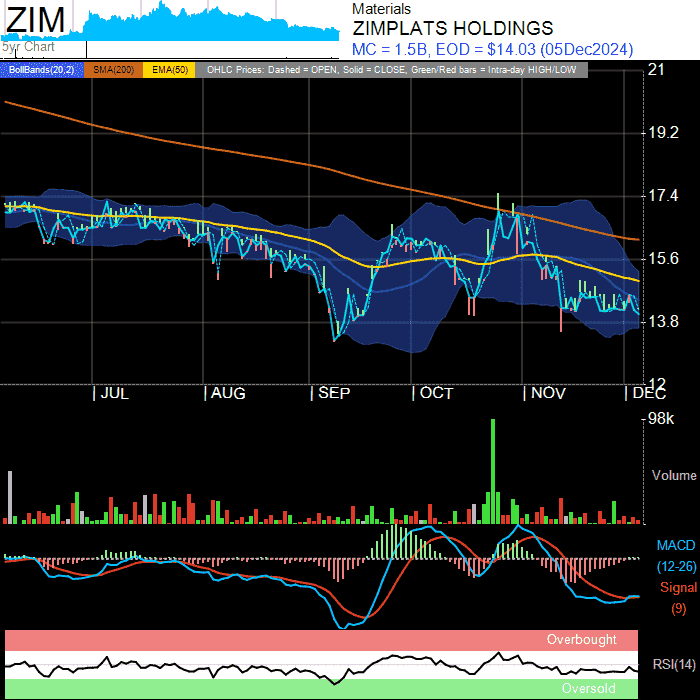 ZIM
5yr Chart
Materials
ZIMPLATS HOLDINGS
MC = 1.5B, EOD = $14.03 (05Dec2024)
BollBands(20,2) SMA(200) EMA(50) OHLC Prices: Dashed = OPEN, Solid = CLOSE, Green/Red bars = Intra-day HIGH/LOW
21
19.2
17.4
15.6
13.8
12
| JUL | AUG | SEP | OCT | NOV | DEC
98k
Volume
MACD
(12-26)
Signal
(9)
Overbought
RSI(14)
Oversold